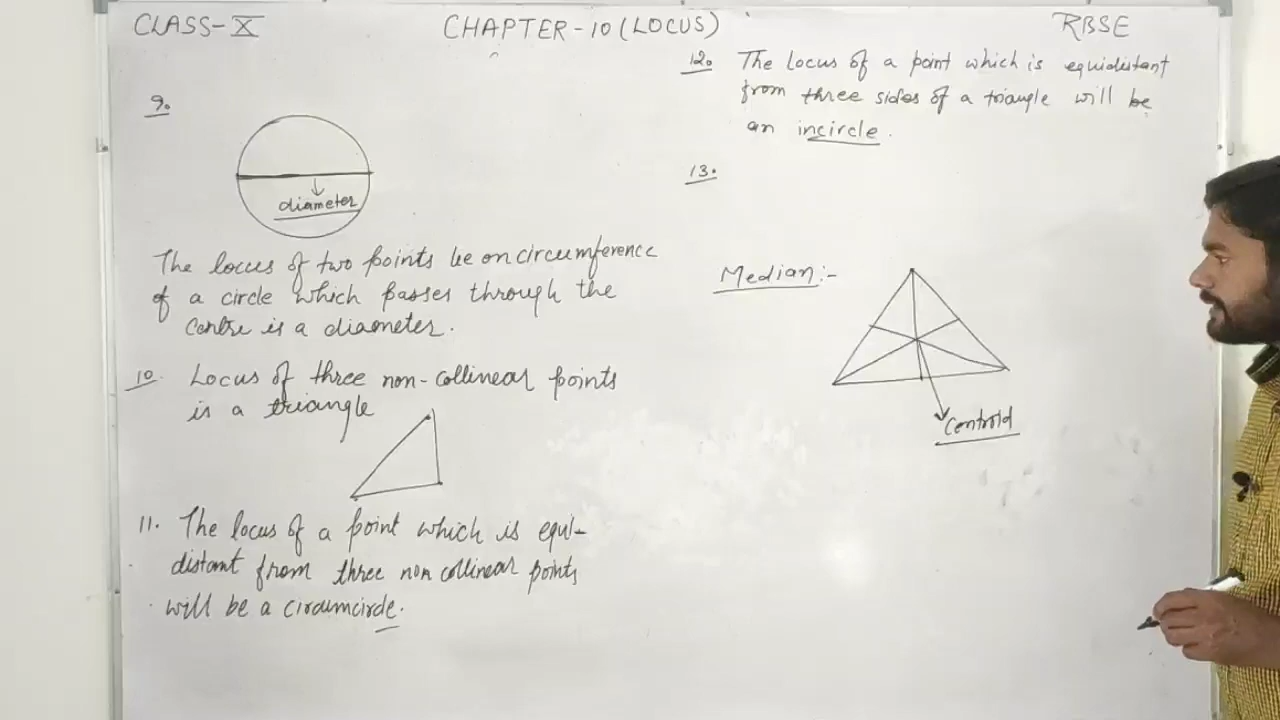 CLASS-X
CHAPTER-10 (LOCUS)
RBSE
9.
diameter
The locus of two points lie on circumference
of a circle which passes through the
centre is a diameter.
10. Locus of three non-collinear points
is a triangle
11. The locus of a point which is equi-
distant from three non collinear points
will be a circumcircle.
12. The locus of a point which is equidistant
from three sides of a triangle will be
an incircle.
13.
Median:-
Centroid